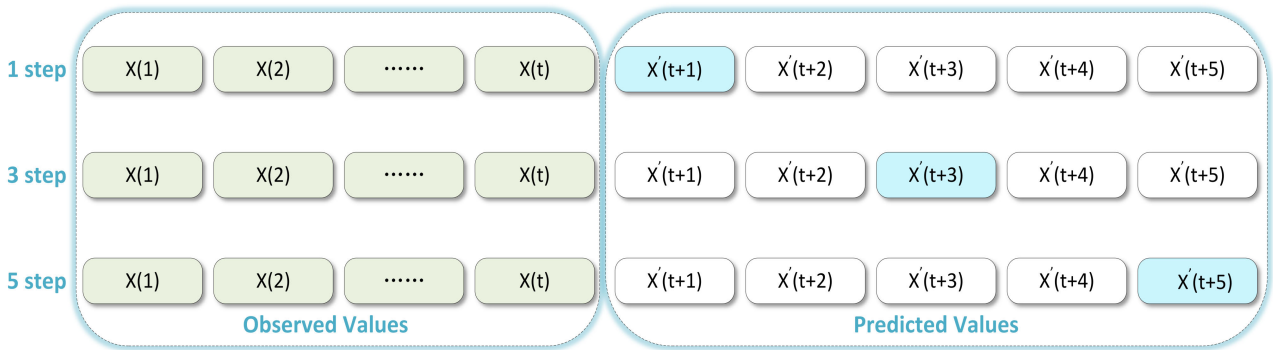 1 step X(1) X(2) ······ X(t) X′(t+1) X′(t+2) X′(t+3) X′(t+4) X′(t+5)
3 step X(1) X(2) ······ X(t) X′(t+1) X′(t+2) X′(t+3) X′(t+4) X′(t+5)
5 step X(1) X(2) ······ X(t) X′(t+1) X′(t+2) X′(t+3) X′(t+4) X′(t+5)
Observed Values Predicted Values